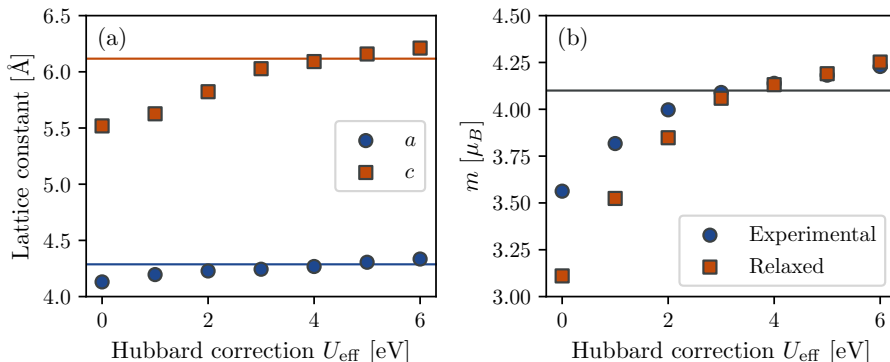 (a)
Lattice constant [Å]
6.5
6.0
5.5
5.0
4.5
4.0
a
c
0 2 4 6
Hubbard correction U_eff [eV]
(b)
m [μ_B]
4.50
4.25
4.00
3.75
3.50
3.25
3.00
Experimental
Relaxed
0 2 4 6
Hubbard correction U_eff [eV]